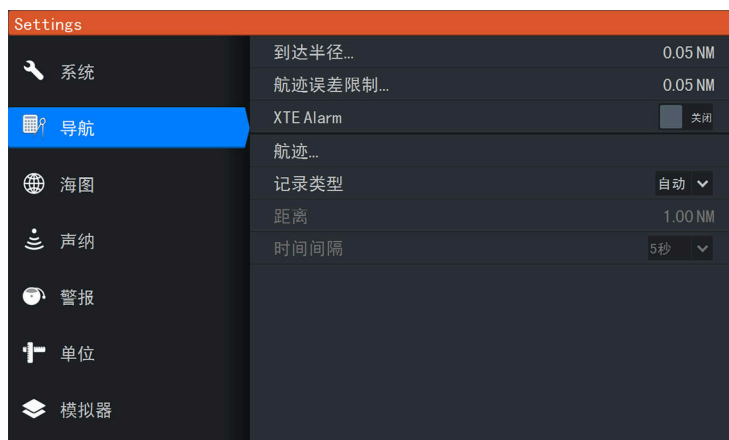 Settings
系统
导航
海图
声纳
警报
单位
模拟器
到达半径... 0.05 NM
航迹误差限制... 0.05 NM
XTE Alarm 关闭
航迹...
记录类型 自动
距离 1.00 NM
时间间隔 5秒